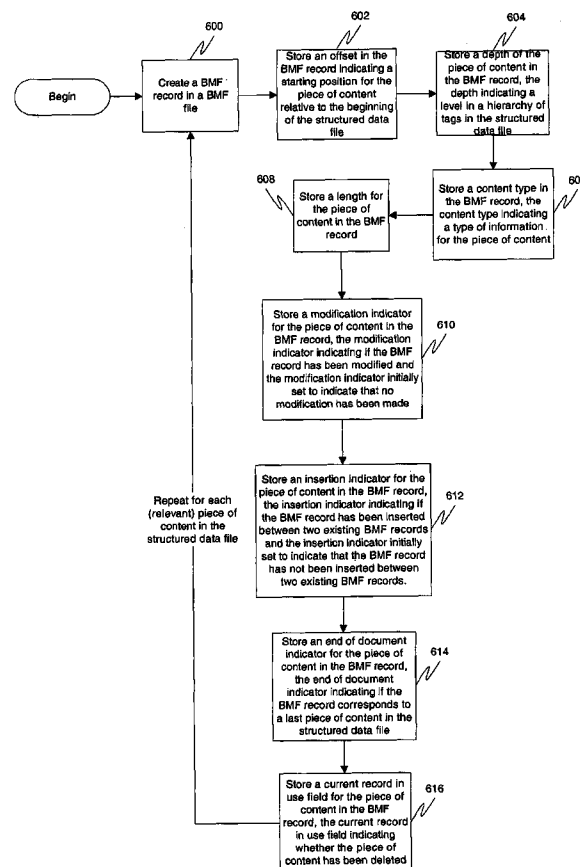 600
602
604
Begin
Create a BMF
record in a BMF
file
Store an offset in the
BMF record indicating a
starting position for the
piece of content
relative to the beginning
of the structured data
file
Store a depth of the
piece of content in the
BMF record, the
depth indicating a
level in a hierarchy of
tags in the structured
data file
60
Store a content type in
the BMF record, the
content type indicating
a type of information
for the piece of content
608
Store a length for
the piece of
content in the BMF
record
610
Store a modification indicator
for the piece of content in the
BMF record, the modification
indicator indicating if the BMF
record has been modified and
the modification indicator initially
set to indicate that no
modification has been made
612
Store an insertion indicator for the
piece of content in the BMF record,
the insertion indicator indicating if
the BMF record has been inserted
between two existing BMF records
and the insertion indicator initially
set to indicate that the BMF record
has not been inserted between
two existing BMF records.
Repeat for each
(relevant) piece of
content in the
structured data file
614
Store an end of document
indicator for the piece of
content in the BMF record,
the end of document
indicator indicating if the
BMF record corresponds to
a last piece of content in the
structured data file
616
Store a current record in
use field for the piece of
content in the BMF
record, the current record
in use field indicating
whether the piece of
content has been deleted